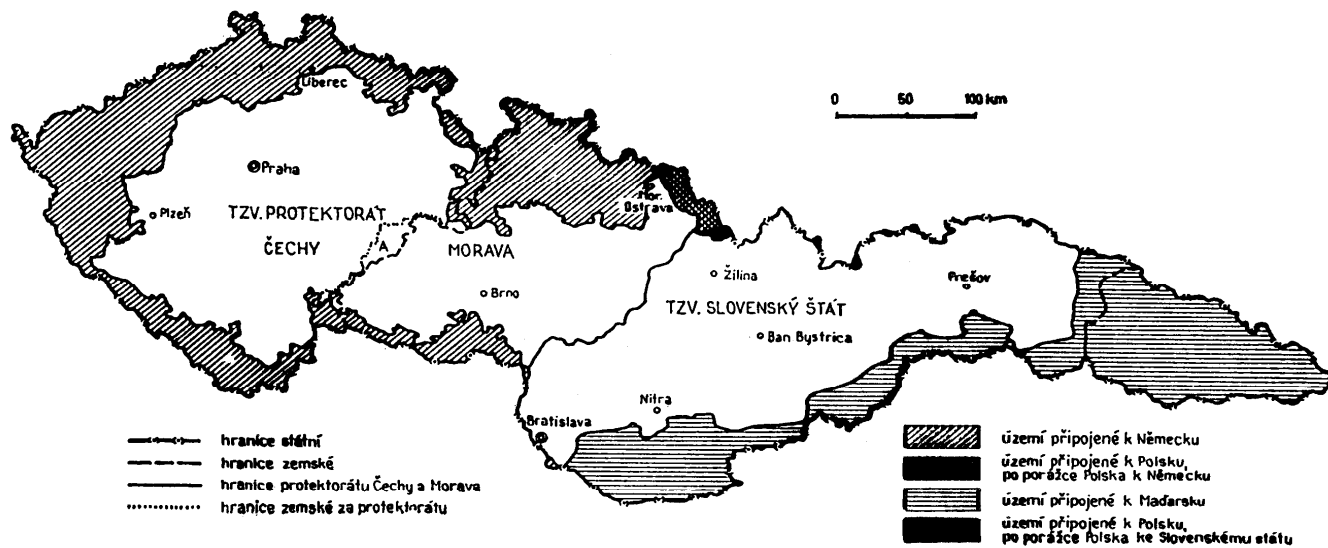 0 50 100 km
Liberec
Praha
Mor.
Ostrava
Plzeň
TZV. PROTEKTORÁT
ČECHY
A
MORAVA
Žilina
Prešov
Brno
TZV. SLOVENSKÝ ŠTÁT
Ban Bystrica
Nitra
Bratislava
hranice státní
hranice zemské
hranice protektorátu Čechy a Morava
hranice zemské za protektorátu
území připojené k Německu
území připojené k Polsku,
po porážce Polska k Německu
území připojené k Maďarsku
území připojené k Polsku,
po porážce Polska ke Slovenskému státu